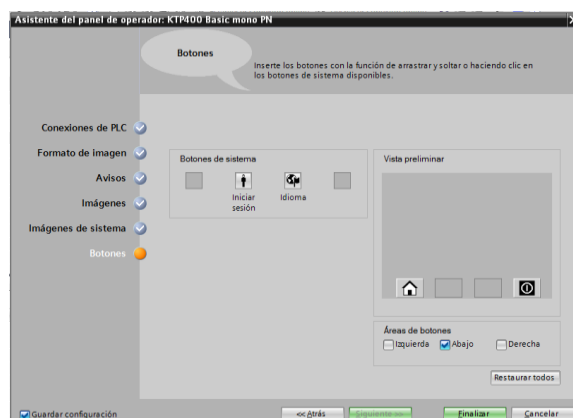 Asistente del panel de operador: KTP400 Basic mono PN
Botones
Inserte los botones con la función de arrastrar y soltar o haciendo clic en
los botones de sistema disponibles.
Conexiones de PLC
Formato de imagen
Avisos
Imágenes
Imágenes de sistema
Botones
Botones de sistema
Iniciar
sesión
Idioma
Vista preliminar
Áreas de botones
Izquierda
Abajo
Derecha
Restaurar todos
Guardar configuración
<< Atrás
Siguiente >>
Finalizar
Cancelar